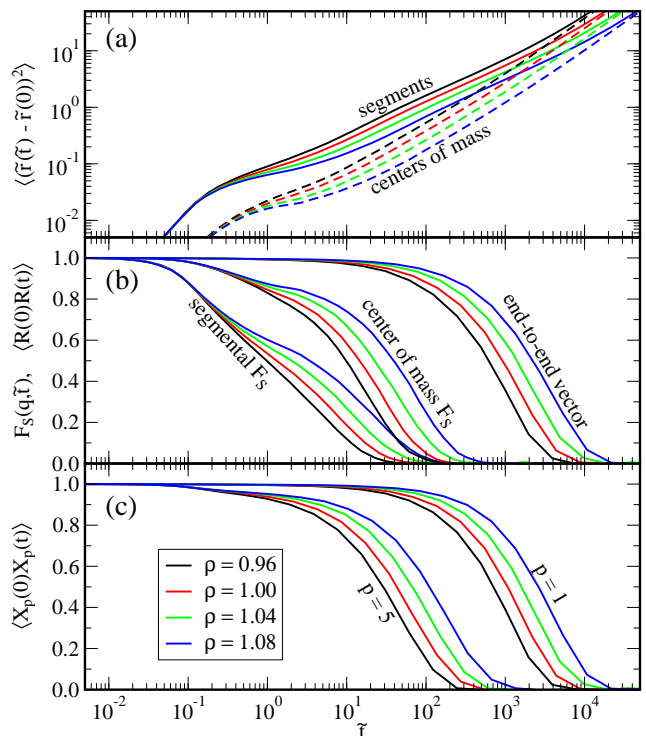 (a)
10¹
10⁰
10⁻¹
10⁻²
⟨(r̃(t̃) - r̃(0))²⟩
segments
centers of mass
(b)
1.0
0.8
0.6
0.4
0.2
0.0
F_S(q,t̃), ⟨R(0)R(t)⟩
segmental Fs
center of mass Fs
end-to-end vector
(c)
1.0
0.8
0.6
0.4
0.2
0.0
⟨X_p(0)X_p(t)⟩
ρ = 0.96
ρ = 1.00
ρ = 1.04
ρ = 1.08
p = 5
p = 1
10⁻² 10⁻¹ 10⁰ 10¹ 10² 10³ 10⁴
t̃